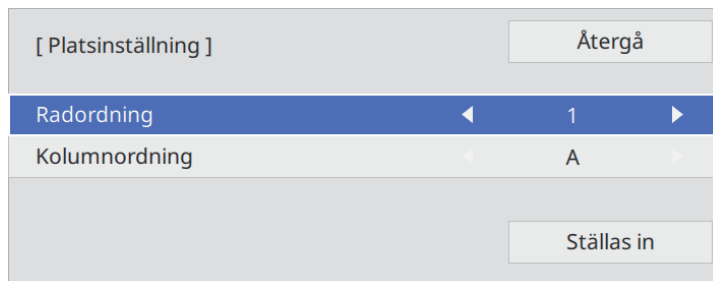 [ Platsinställning ]
Återgå
Radordning 1
Kolumnordning A
Ställas in